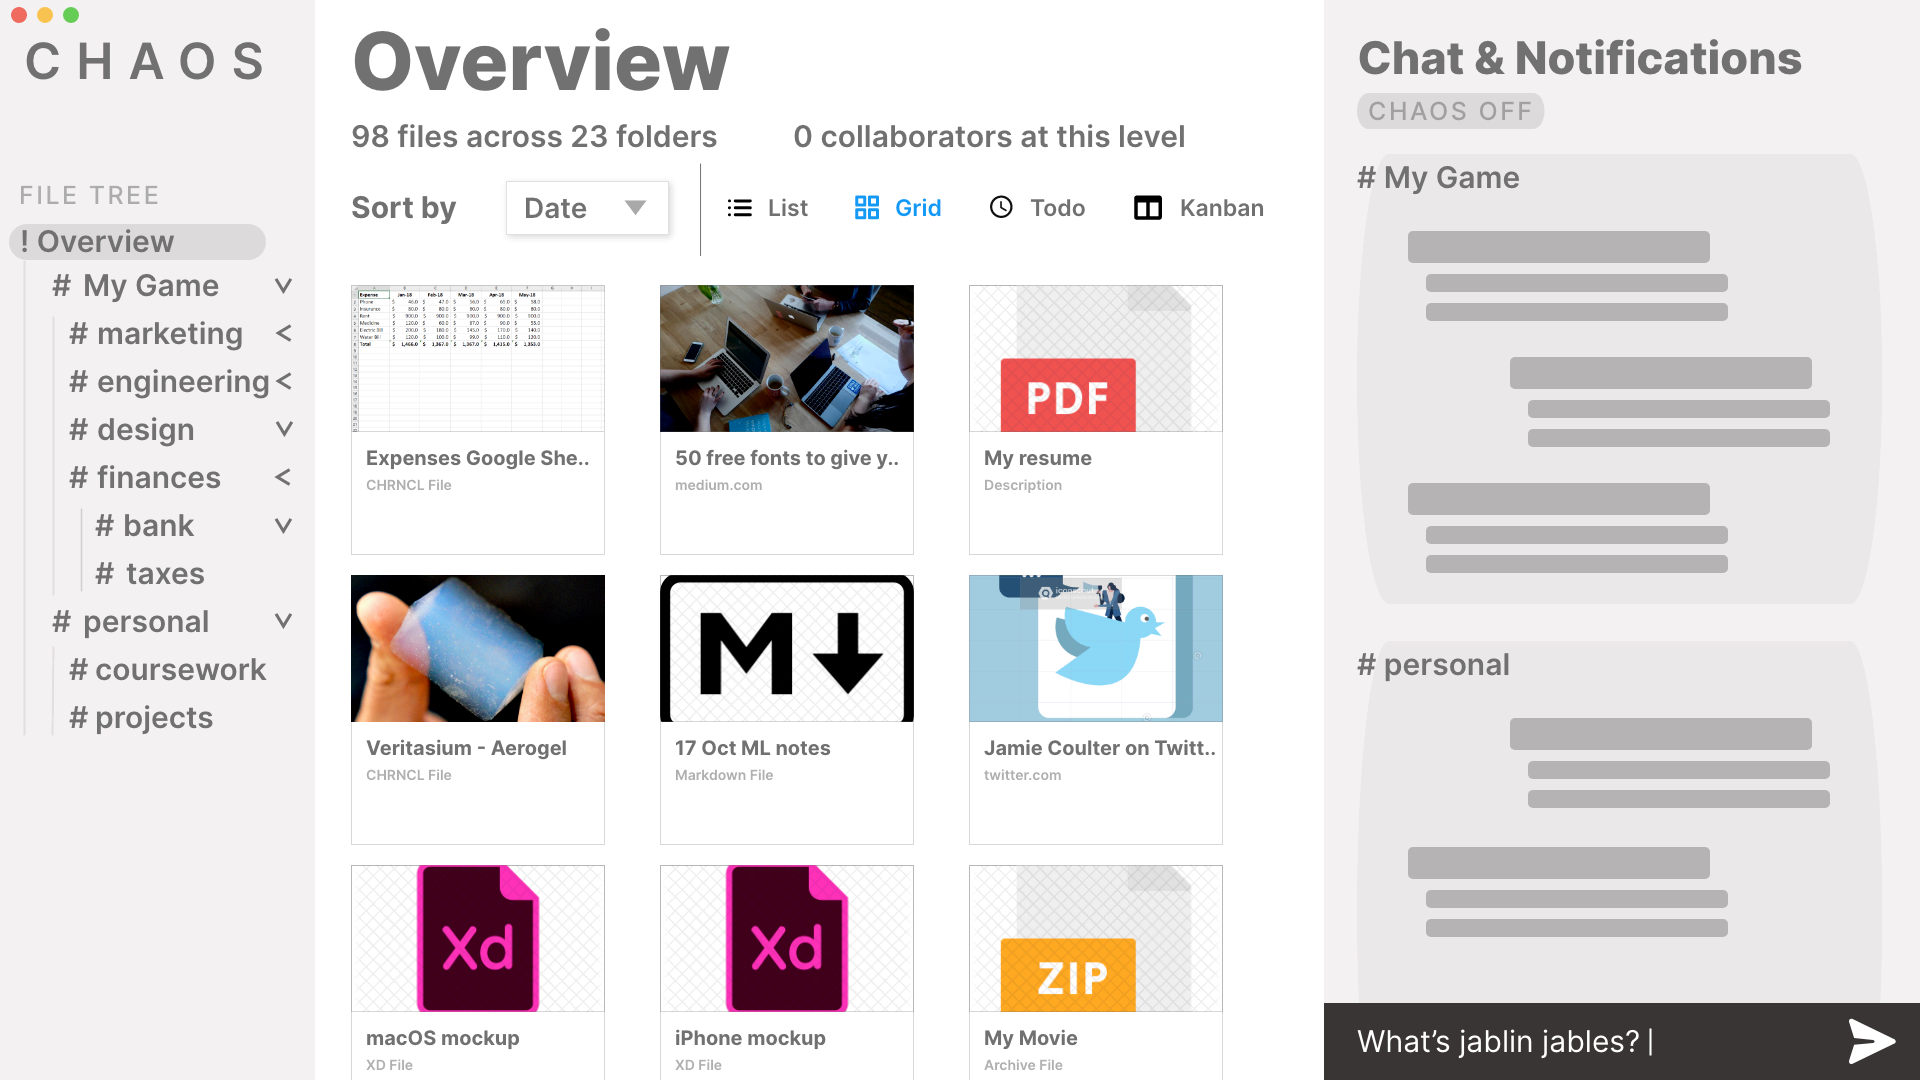 CHAOS
FILE TREE
! Overview
# My Game
# marketing
# engineering
# design
# finances
# bank
# taxes
# personal
# coursework
# projects
Overview
98 files across 23 folders
0 collaborators at this level
Sort by
Date
List
Grid
Todo
Kanban
Expenses Google She..
CHRNCL File
50 free fonts to give y..
medium.com
PDF
My resume
Description
Veritasium - Aerogel
CHRNCL File
M
17 Oct ML notes
Markdown File
Jamie Coulter on Twitt..
twitter.com
Xd
macOS mockup
XD File
Xd
iPhone mockup
XD File
ZIP
My Movie
Archive File
Chat & Notifications
CHAOS OFF
# My Game
# personal
What’s jablin jables?